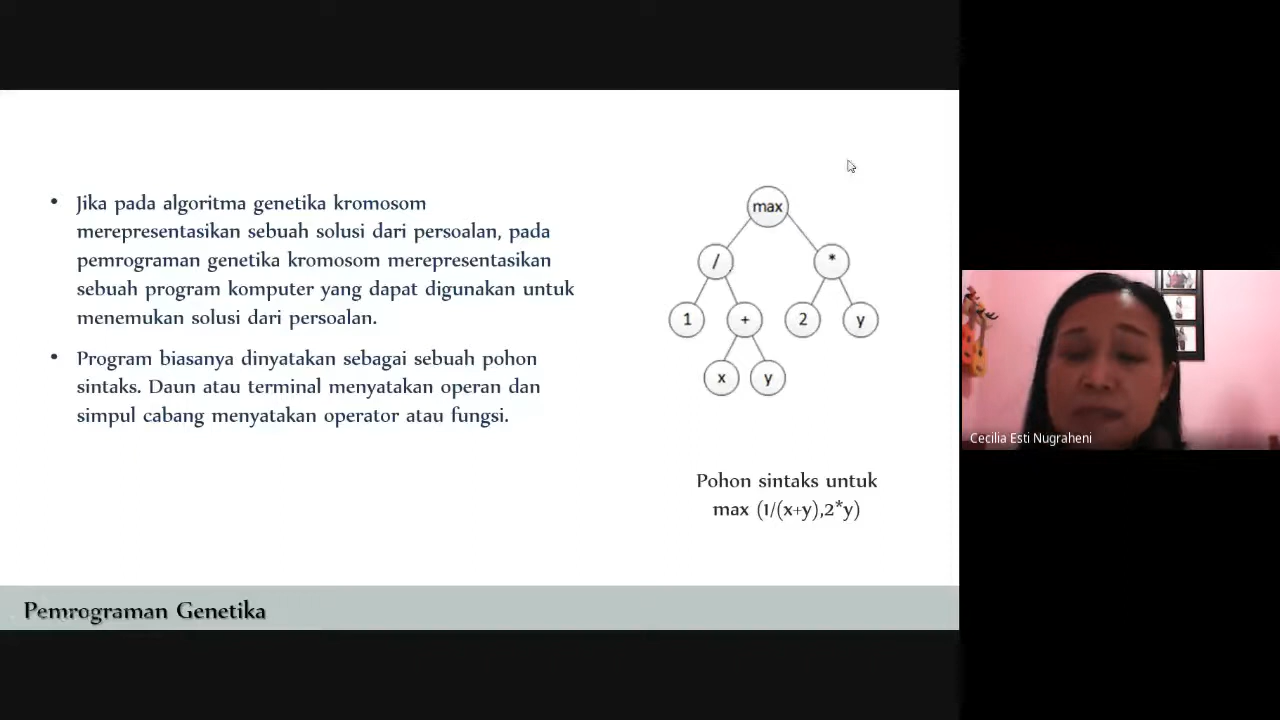 • Jika pada algoritma genetika kromosom
merepresentasikan sebuah solusi dari persoalan, pada
pemrograman genetika kromosom merepresentasikan
sebuah program komputer yang dapat digunakan untuk
menemukan solusi dari persoalan.
• Program biasanya dinyatakan sebagai sebuah pohon
sintaks. Daun atau terminal menyatakan operan dan
simpul cabang menyatakan operator atau fungsi.
max
/ *
1 + 2 y
x y
Pohon sintaks untuk
max (1/(x+y),2*y)
Pemrograman Genetika
Cecilia Esti Nugraheni